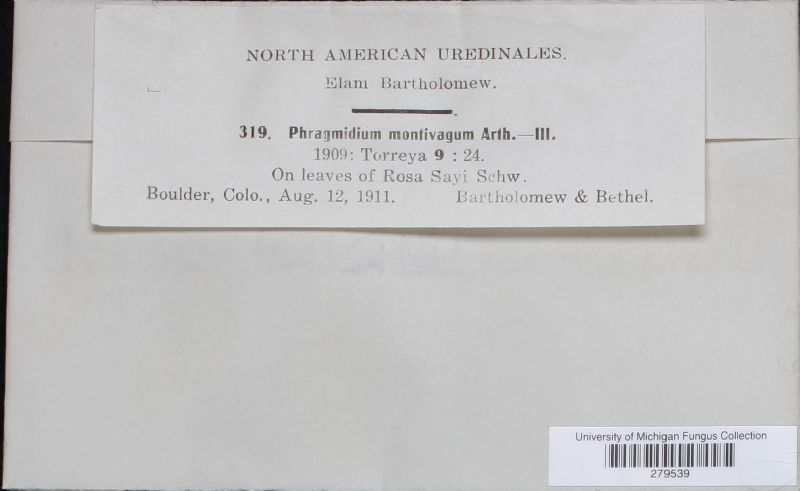 NORTH AMERICAN UREDINALES.
Elam Bartholomew.
319. Phragmidium montivagum Arth.—III.
1909: Torreya 9 : 24.
On leaves of Rosa Sayi Schw.
Boulder, Colo., Aug. 12, 1911. Bartholomew & Bethel.
University of Michigan Fungus Collection
279539